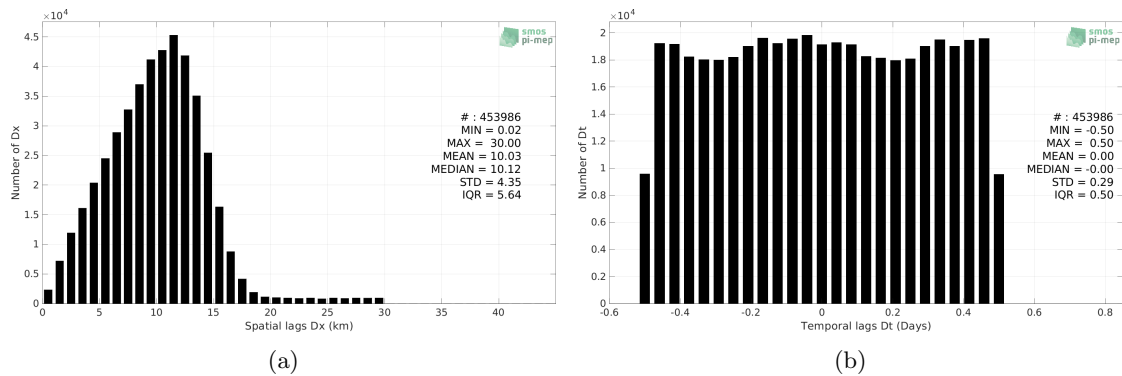 ×10⁴
4.5
4
3.5
3
2.5
2
1.5
1
0.5
0
Number of Dx
0 5 10 15 20 25 30 35 40
Spatial lags Dx (km)
smos
pi-mep
# : 453986
MIN = 0.02
MAX = 30.00
MEAN = 10.03
MEDIAN = 10.12
STD = 4.35
IQR = 5.64
(a)
×10⁴
2
1.8
1.6
1.4
1.2
1
0.8
0.6
0.4
0.2
0
Number of Dt
-0.6 -0.4 -0.2 0 0.2 0.4 0.6 0.8
Temporal lags Dt (Days)
smos
pi-mep
# : 453986
MIN = -0.50
MAX = 0.50
MEAN = 0.00
MEDIAN = -0.00
STD = 0.29
IQR = 0.50
(b)